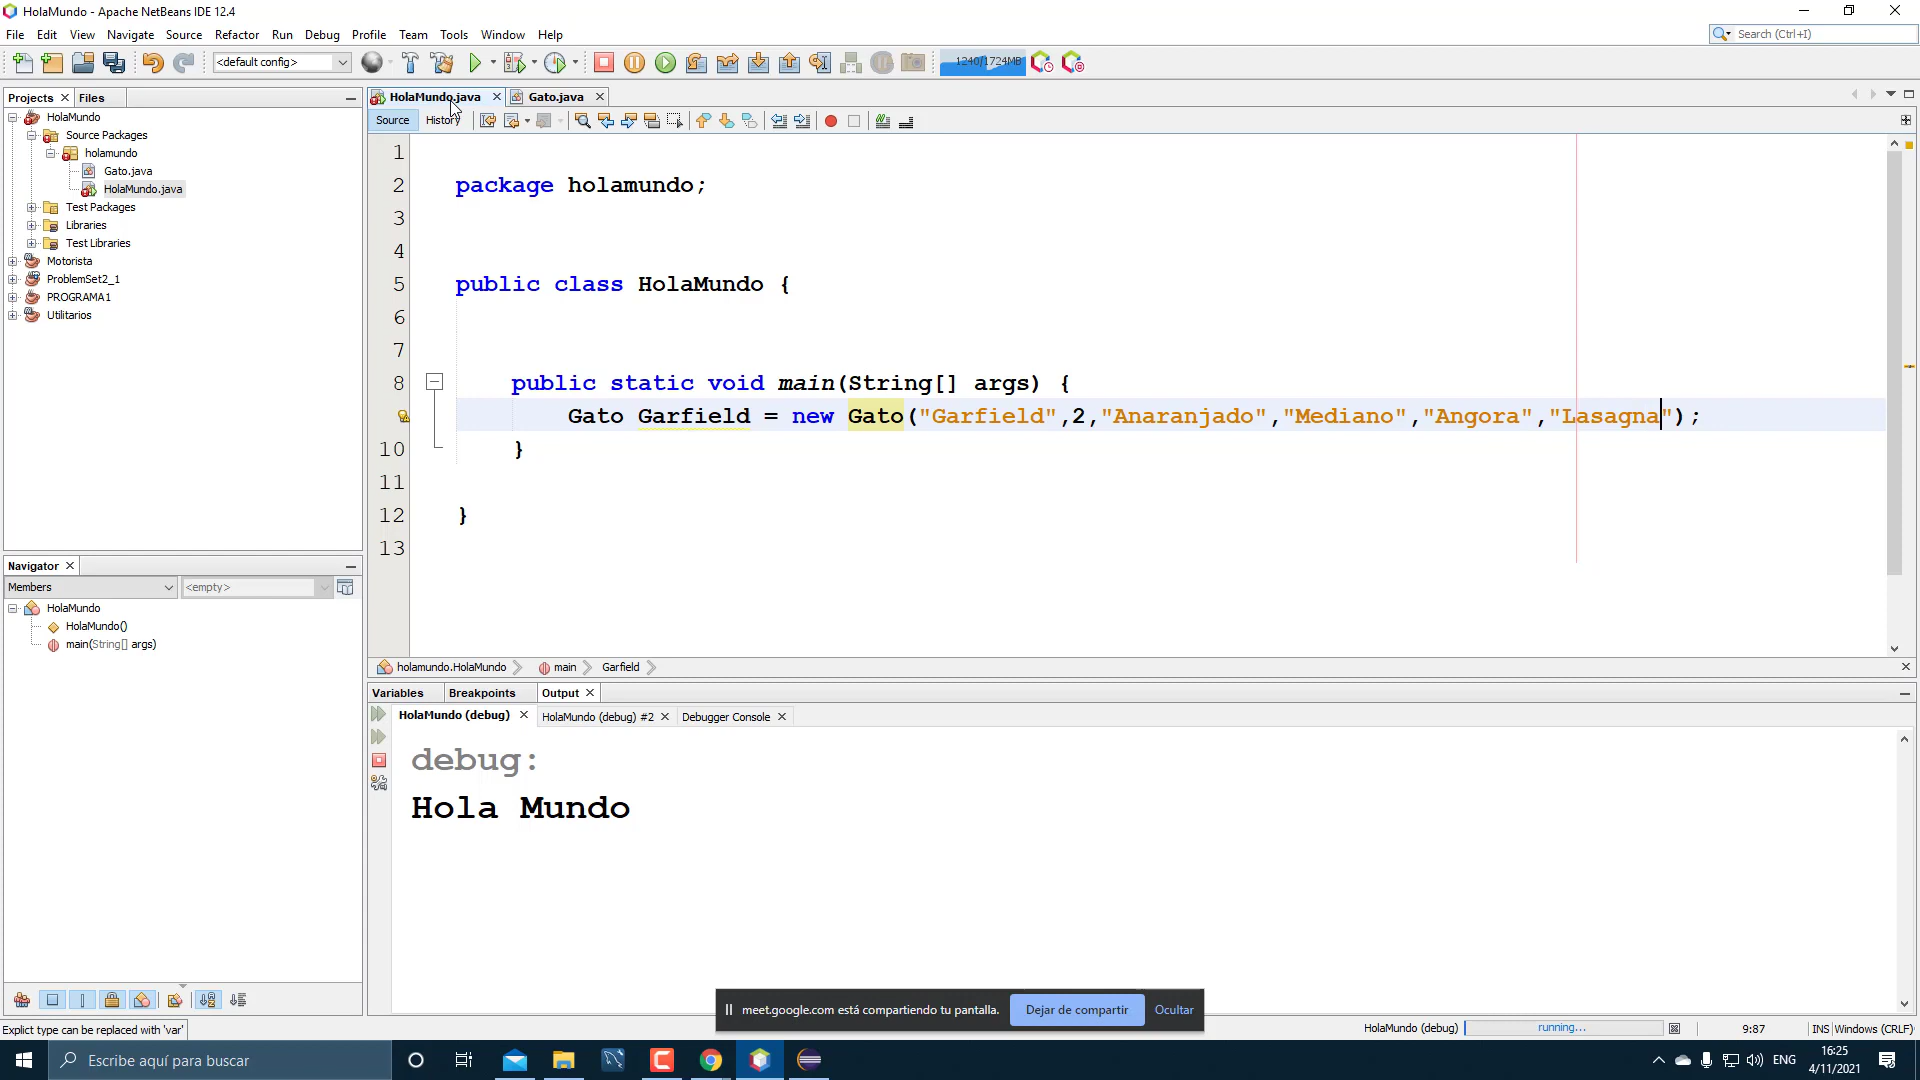 HolaMundo - Apache NetBeans IDE 12.4
File Edit View Navigate Source Refactor Run Debug Profile Team Tools Window Help
Search (Ctrl+I)
<default config>
1240/1724MB
Projects Files
HolaMundo.java Gato.java
Source History
HolaMundo
Source Packages
holamundo
Gato.java
HolaMundo.java
Test Packages
Libraries
Test Libraries
Motorista
ProblemSet2_1
PROGRAMA1
Utilitarios
1
2 package holamundo;
3
4
5 public class HolaMundo {
6
7
8 public static void main(String[] args) {
Gato Garfield = new Gato("Garfield",2,"Anaranjado","Mediano","Angora","Lasagna");
10 }
11
12 }
13
Navigator
Members <empty>
HolaMundo
HolaMundo()
main(String[] args)
holamundo.HolaMundo main Garfield
Variables Breakpoints Output
HolaMundo (debug) HolaMundo (debug) #2 Debugger Console
debug:
Hola Mundo
meet.google.com está compartiendo tu pantalla. Dejar de compartir Ocultar
Explict type can be replaced with 'var'
HolaMundo (debug) running... 9:87 INS Windows (CRLF)
Escribe aquí para buscar
ENG
16:25
4/11/2021